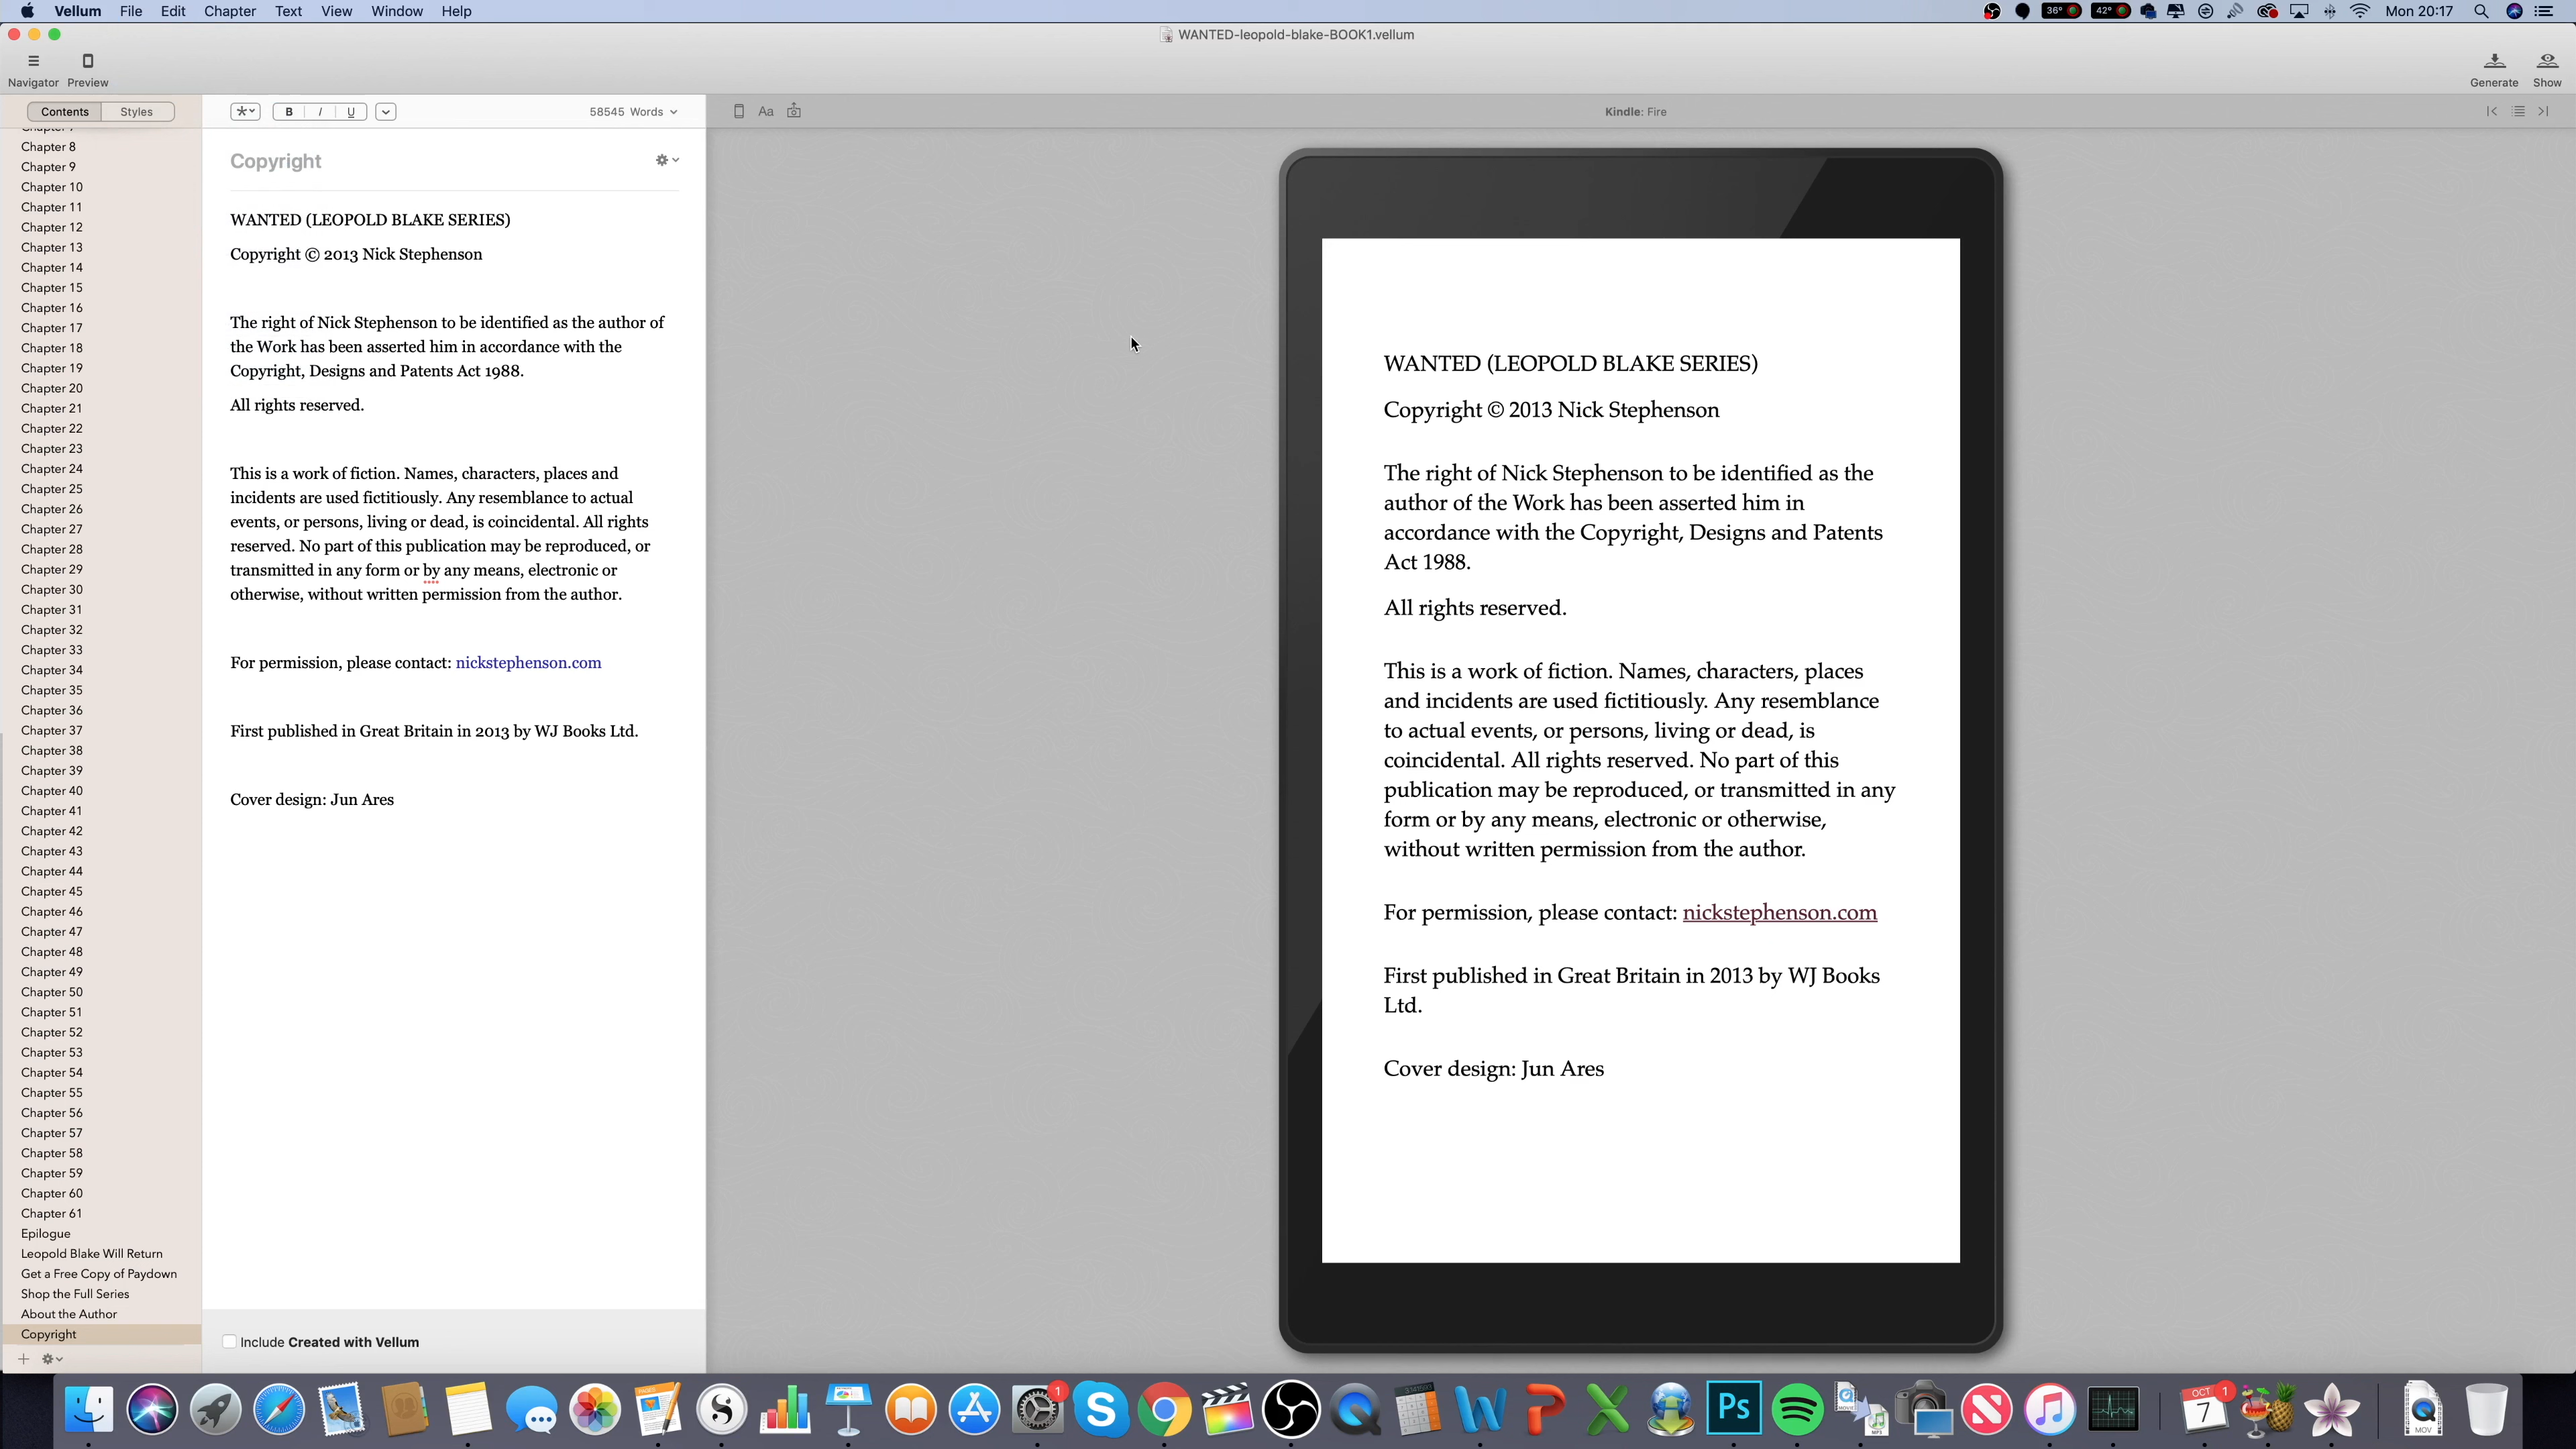 Vellum File Edit Chapter Text View Window Help
36° 42° Mon 20:17
WANTED-leopold-blake-BOOK1.vellum
Navigator Preview
Generate Show
Contents Styles
B I U
58545 Words
Aa
Kindle: Fire
Chapter 7
Chapter 8
Chapter 9
Chapter 10
Chapter 11
Chapter 12
Chapter 13
Chapter 14
Chapter 15
Chapter 16
Chapter 17
Chapter 18
Chapter 19
Chapter 20
Chapter 21
Chapter 22
Chapter 23
Chapter 24
Chapter 25
Chapter 26
Chapter 27
Chapter 28
Chapter 29
Chapter 30
Chapter 31
Chapter 32
Chapter 33
Chapter 34
Chapter 35
Chapter 36
Chapter 37
Chapter 38
Chapter 39
Chapter 40
Chapter 41
Chapter 42
Chapter 43
Chapter 44
Chapter 45
Chapter 46
Chapter 47
Chapter 48
Chapter 49
Chapter 50
Chapter 51
Chapter 52
Chapter 53
Chapter 54
Chapter 55
Chapter 56
Chapter 57
Chapter 58
Chapter 59
Chapter 60
Chapter 61
Epilogue
Leopold Blake Will Return
Get a Free Copy of Paydown
Shop the Full Series
About the Author
Copyright
Copyright
WANTED (LEOPOLD BLAKE SERIES)
Copyright © 2013 Nick Stephenson
The right of Nick Stephenson to be identified as the author of
the Work has been asserted him in accordance with the
Copyright, Designs and Patents Act 1988.
All rights reserved.
This is a work of fiction. Names, characters, places and
incidents are used fictitiously. Any resemblance to actual
events, or persons, living or dead, is coincidental. All rights
reserved. No part of this publication may be reproduced, or
transmitted in any form or by any means, electronic or
otherwise, without written permission from the author.
For permission, please contact: nickstephenson.com
First published in Great Britain in 2013 by WJ Books Ltd.
Cover design: Jun Ares
Include Created with Vellum
WANTED (LEOPOLD BLAKE SERIES)
Copyright © 2013 Nick Stephenson
The right of Nick Stephenson to be identified as the
author of the Work has been asserted him in
accordance with the Copyright, Designs and Patents
Act 1988.
All rights reserved.
This is a work of fiction. Names, characters, places
and incidents are used fictitiously. Any resemblance
to actual events, or persons, living or dead, is
coincidental. All rights reserved. No part of this
publication may be reproduced, or transmitted in any
form or by any means, electronic or otherwise,
without written permission from the author.
For permission, please contact: nickstephenson.com
First published in Great Britain in 2013 by WJ Books
Ltd.
Cover design: Jun Ares
PAGES
1
S
W
P
X
Ps
MP3
OCT
7
1
MOV